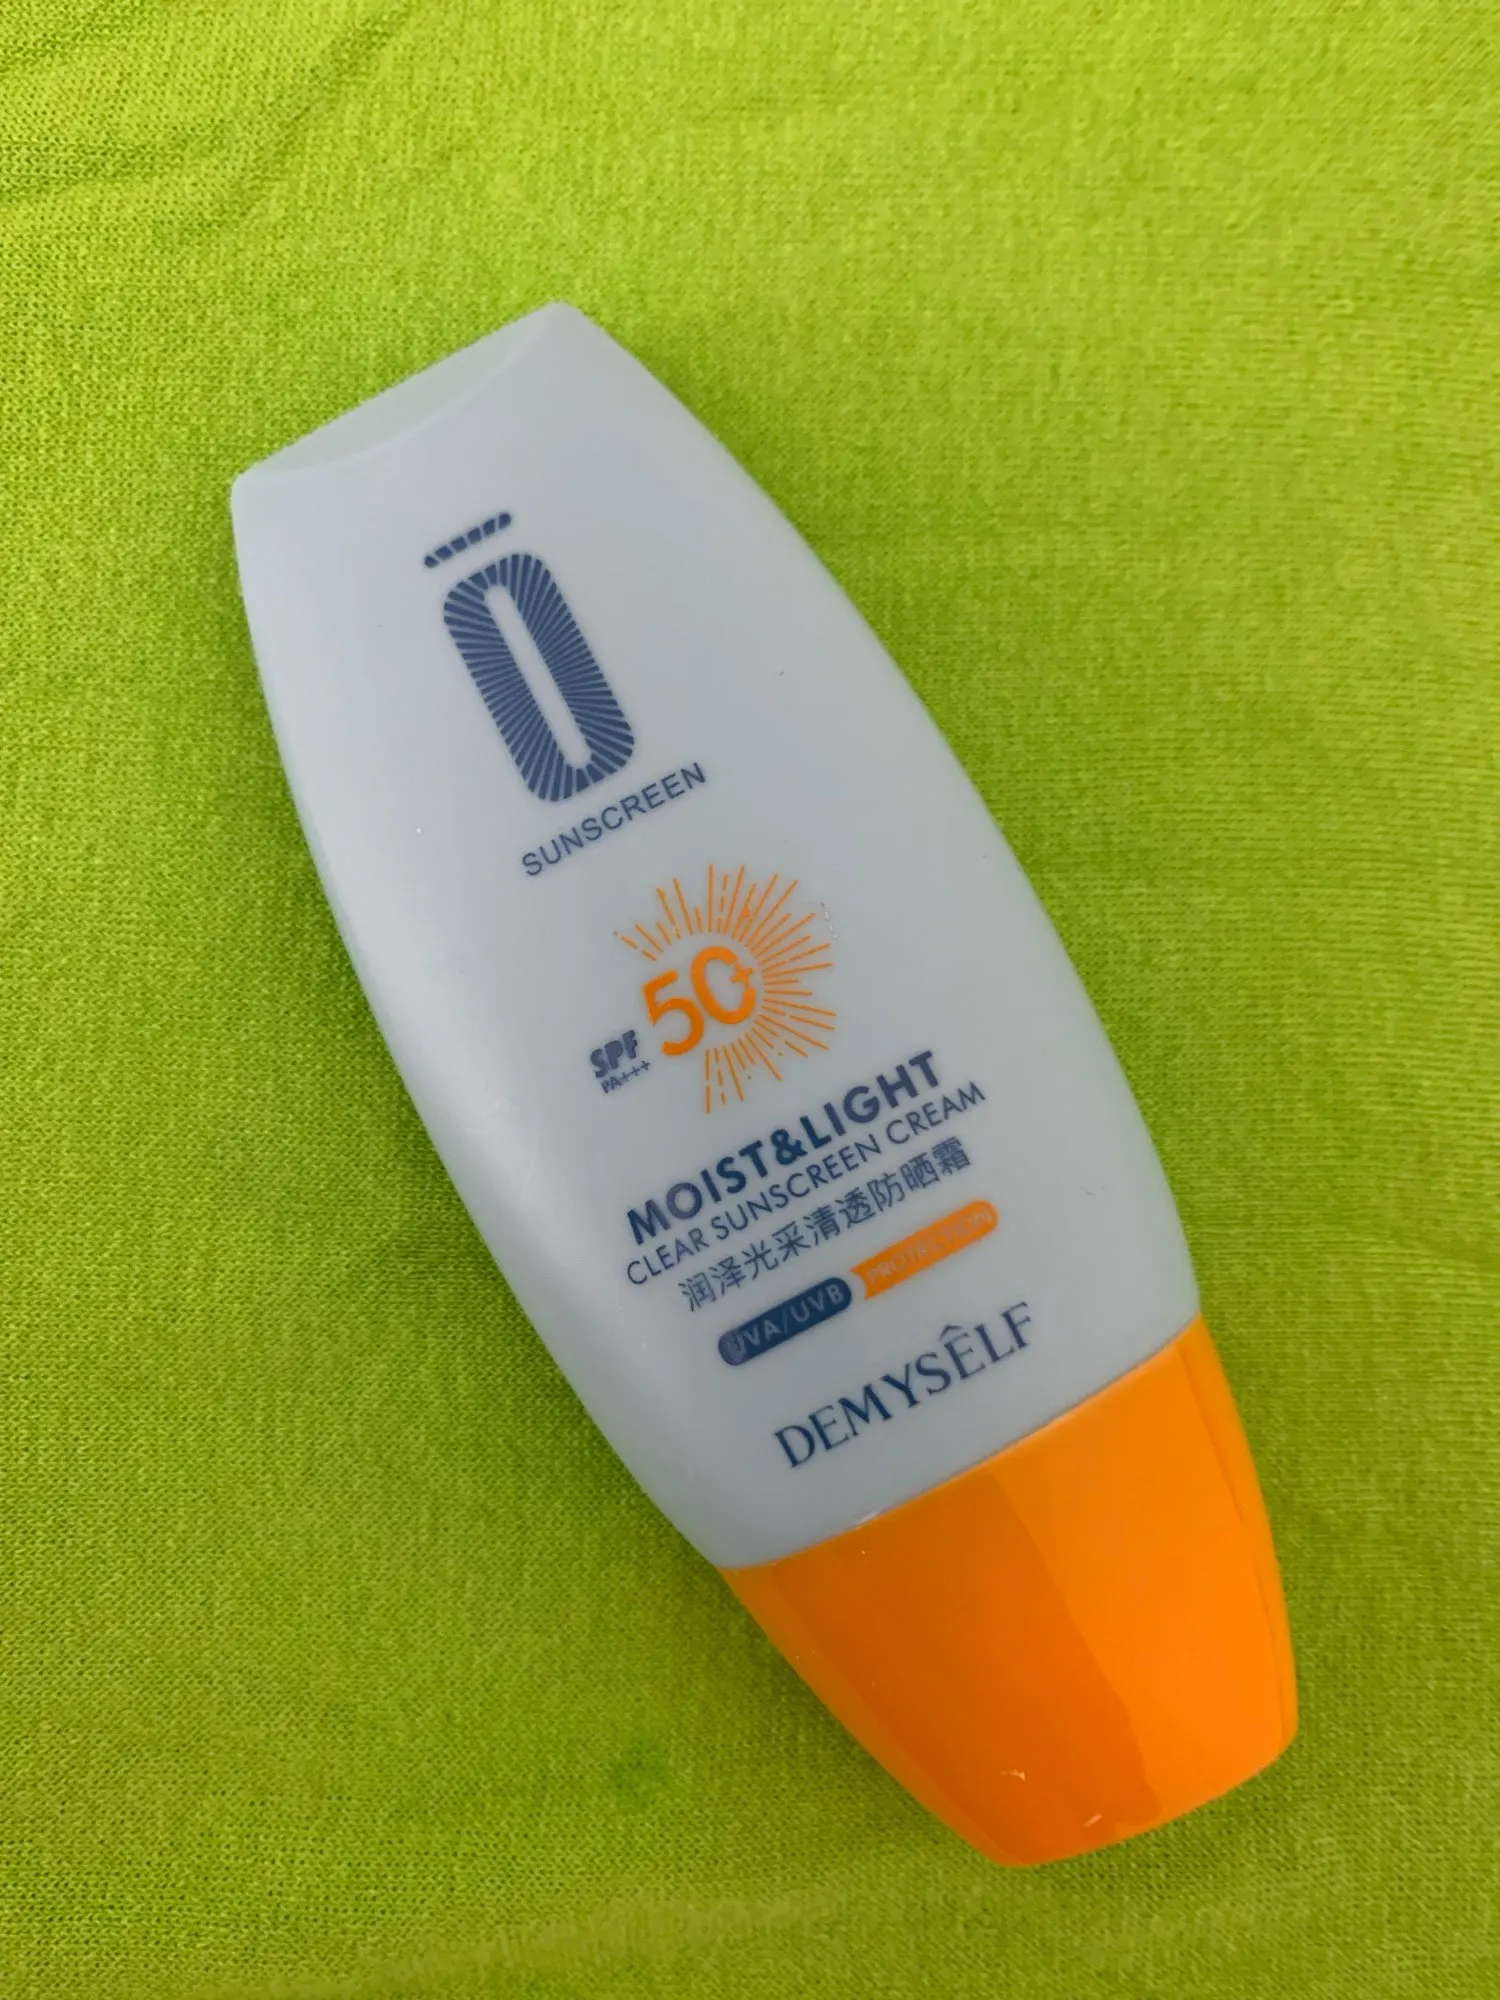 Ō
SUNSCREEN
SPF 50+
PA+++
MOIST&LIGHT
CLEAR SUNSCREEN CREAM
润泽光采清透防晒霜
UVA/UVB PROTECTION
DEMYSÊLF